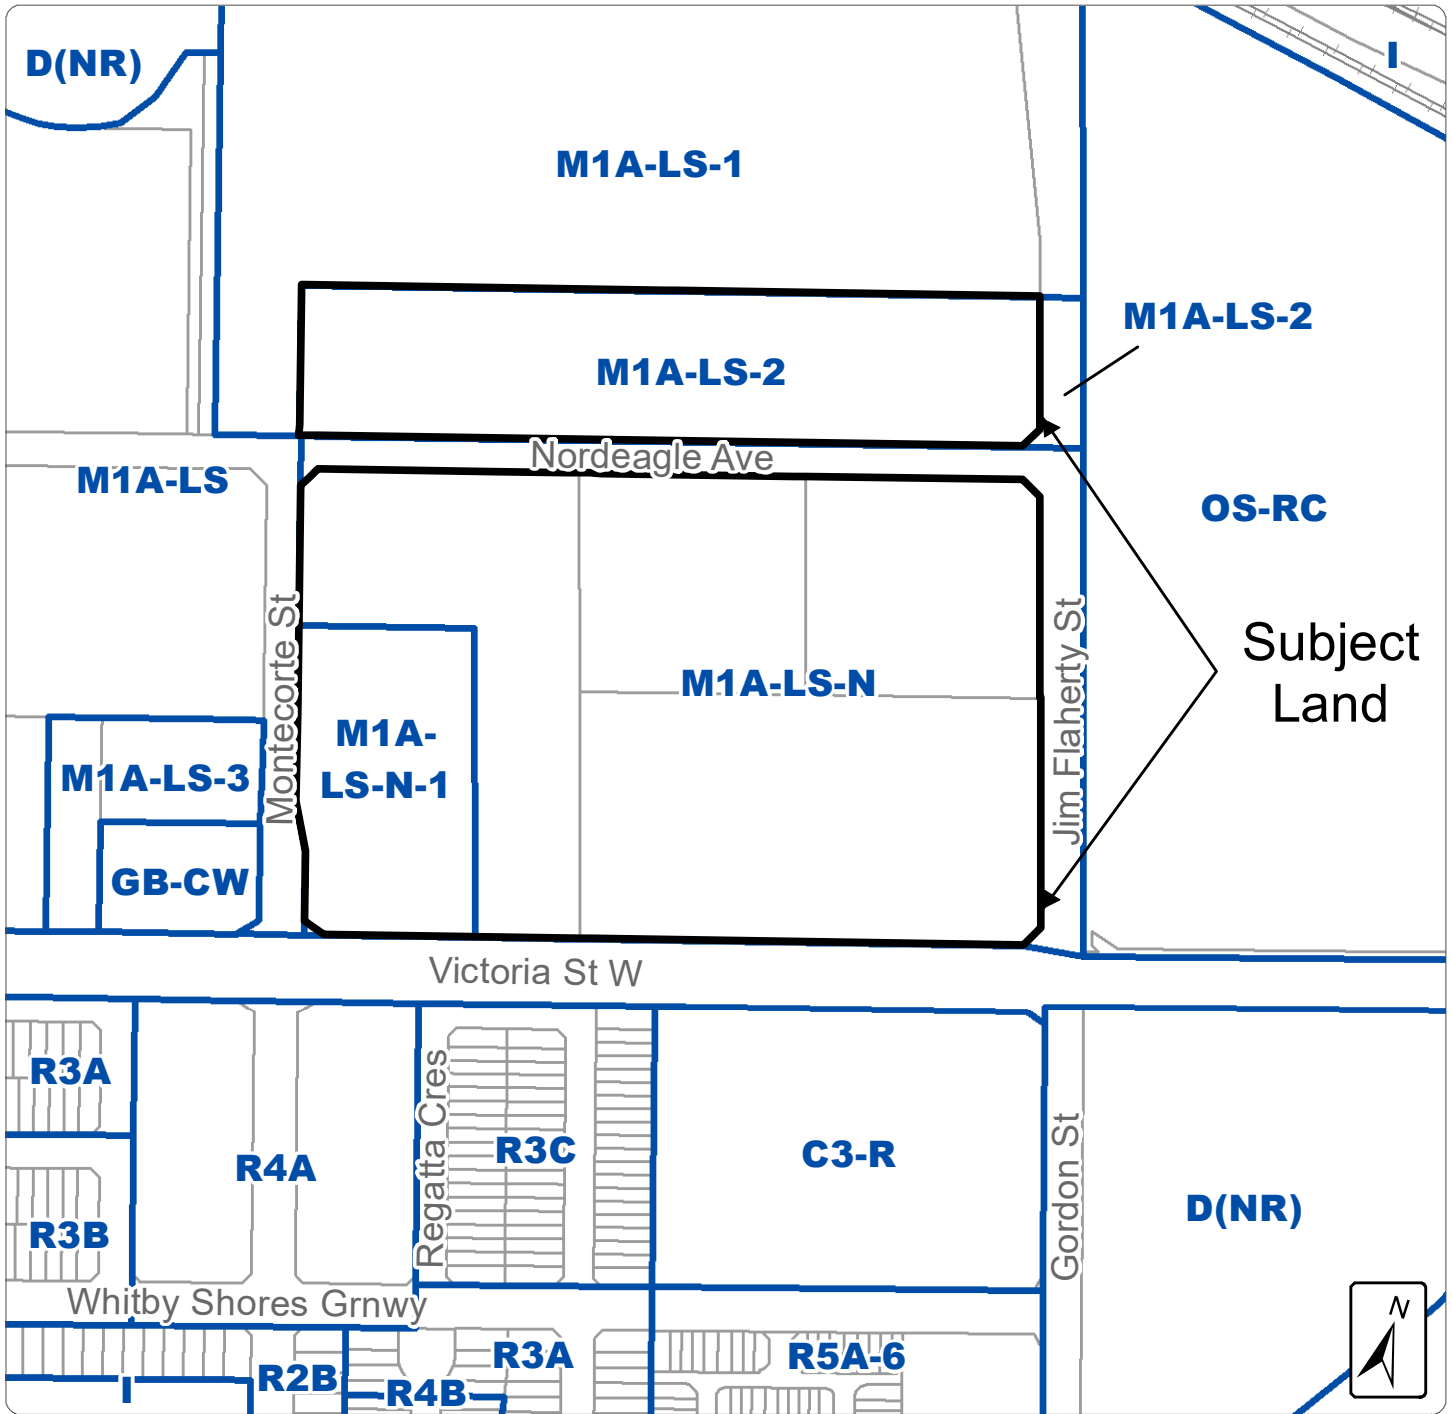 D(NR)
I
M1A-LS-1
M1A-LS-2
M1A-LS-2
Nordeagle Ave
M1A-LS
OS-RC
Montecorte St
Jim Flaherty St
Subject
Land
M1A-LS-N
M1A-
LS-N-1
M1A-LS-3
GB-CW
Victoria St W
R3A
R4A
Regatta Cres
R3C
C3-R
Gordon St
D(NR)
R3B
Whitby Shores Grnwy
N
R3A
R5A-6
R2B
I
R4B